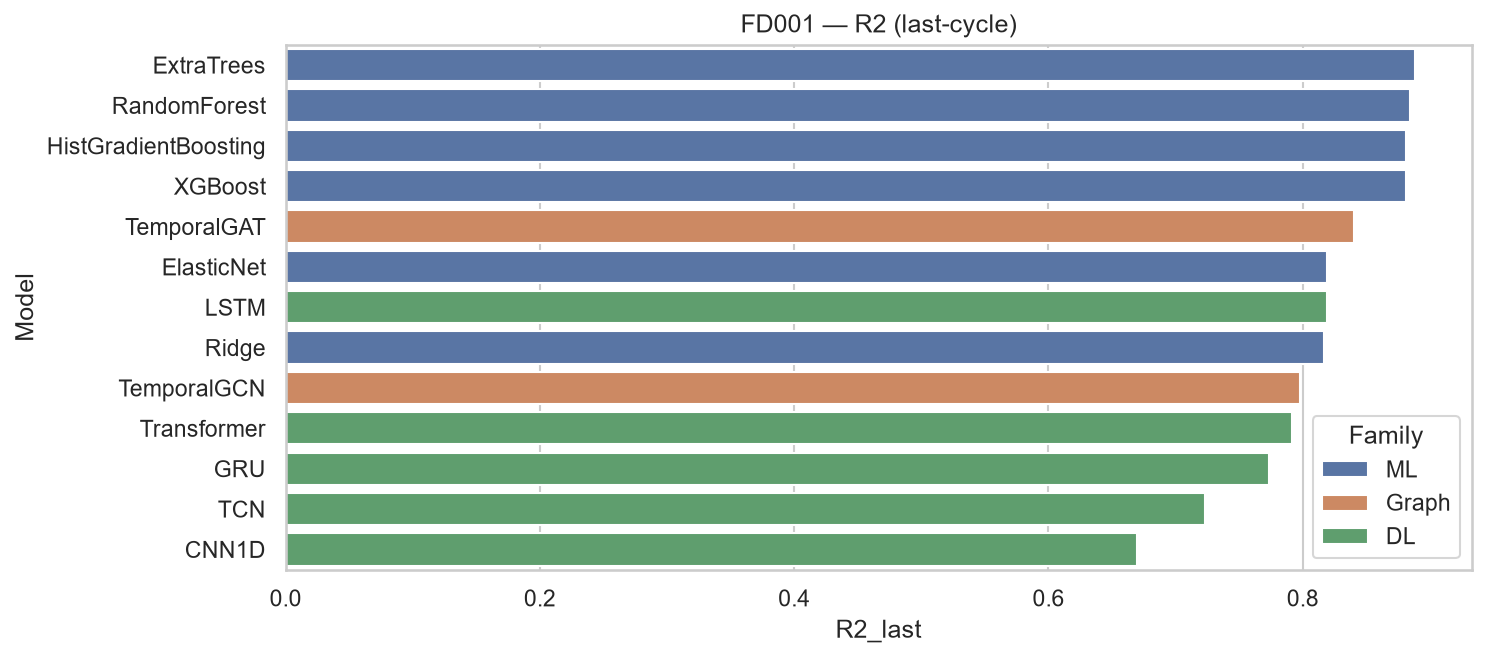 FD001 — R2 (last-cycle)
Model
ExtraTrees
RandomForest
HistGradientBoosting
XGBoost
TemporalGAT
ElasticNet
LSTM
Ridge
TemporalGCN
Transformer
GRU
TCN
CNN1D
Family
ML
Graph
DL
0.0 0.2 0.4 0.6 0.8
R2_last